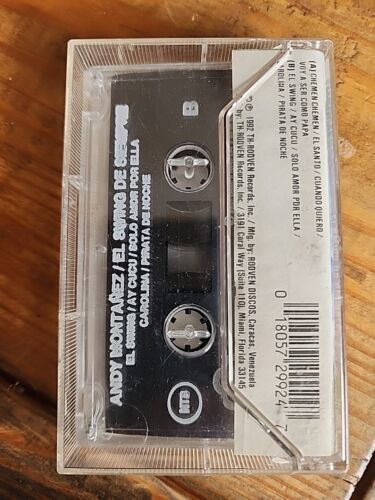 B
ANDY MONTAÑEZ / EL SWING DE SIEMPRE
EL SWING / AY CUCU / SOLO AMOR POR ELLA
CAROLINA / PIRATA DE NOCHE
(A) CHEMEN CHEMEN / EL SANTO / CUANDO QUIERO /
VOY A SER COMO PAPA
(B) EL SWING / AY CUCU / SOLO AMOR POR ELLA /
CAROLINA / PIRATA DE NOCHE
© ℗ 1992 TH-RODVEN Records, Inc. / Mfg. by: RODVEN DISCOS, Caracas, Venezuela
by: TH-RODVEN Records, Inc. / 3191 Coral Way (Suite 110), Miami, Florida 33145
0 18057 29924 7